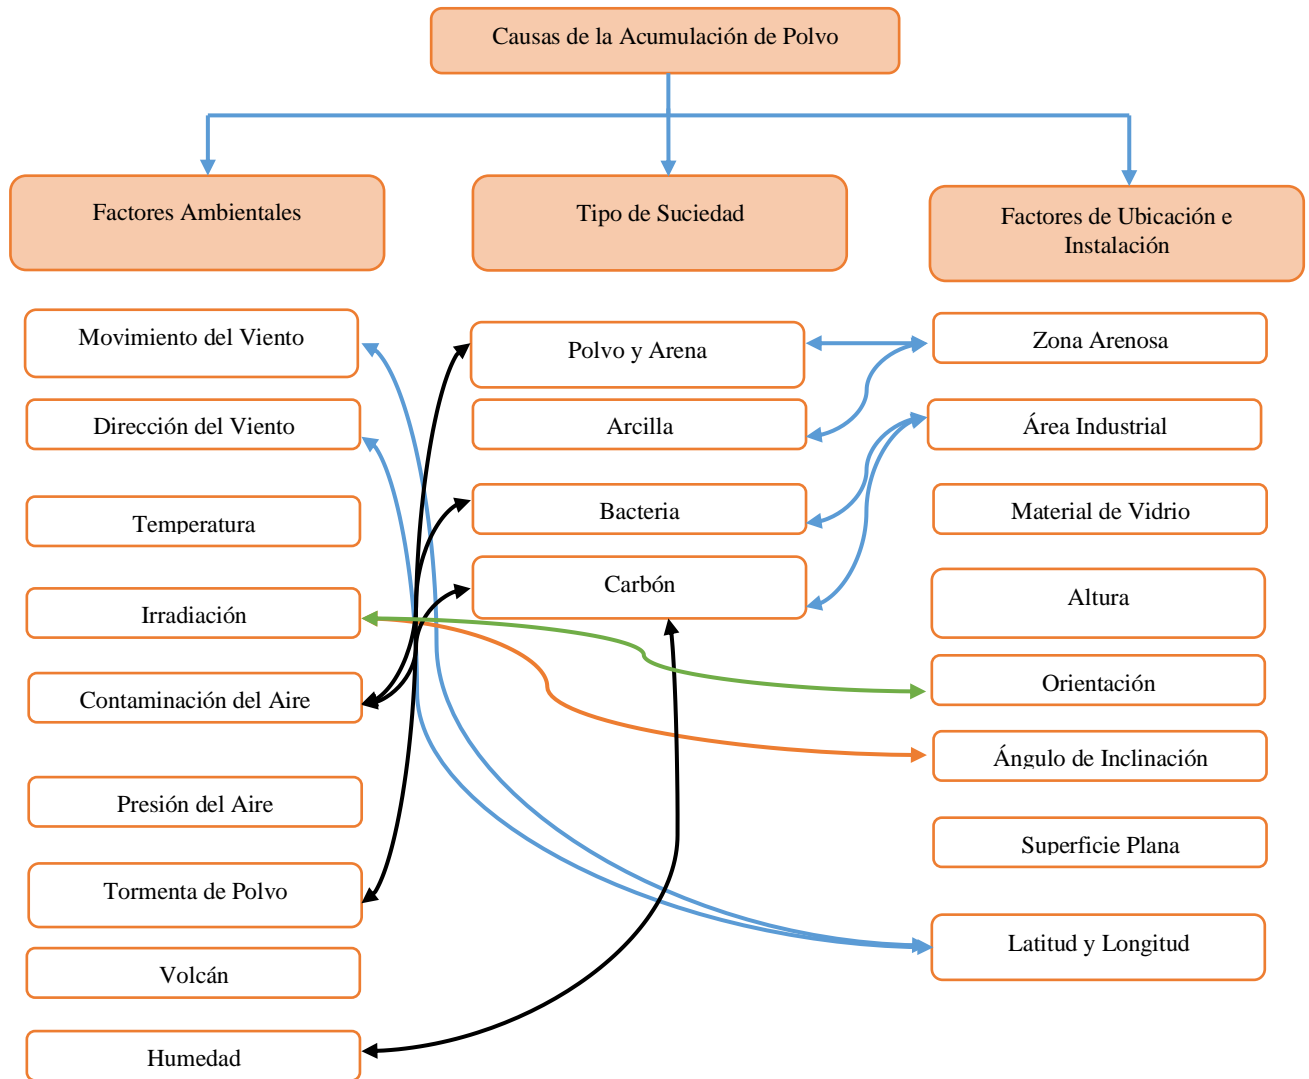 Causas de la Acumulación de Polvo
Factores Ambientales
Tipo de Suciedad
Factores de Ubicación e
Instalación
Movimiento del Viento
Dirección del Viento
Temperatura
Irradiación
Contaminación del Aire
Presión del Aire
Tormenta de Polvo
Volcán
Humedad
Polvo y Arena
Arcilla
Bacteria
Carbón
Zona Arenosa
Área Industrial
Material de Vidrio
Altura
Orientación
Ángulo de Inclinación
Superficie Plana
Latitud y Longitud